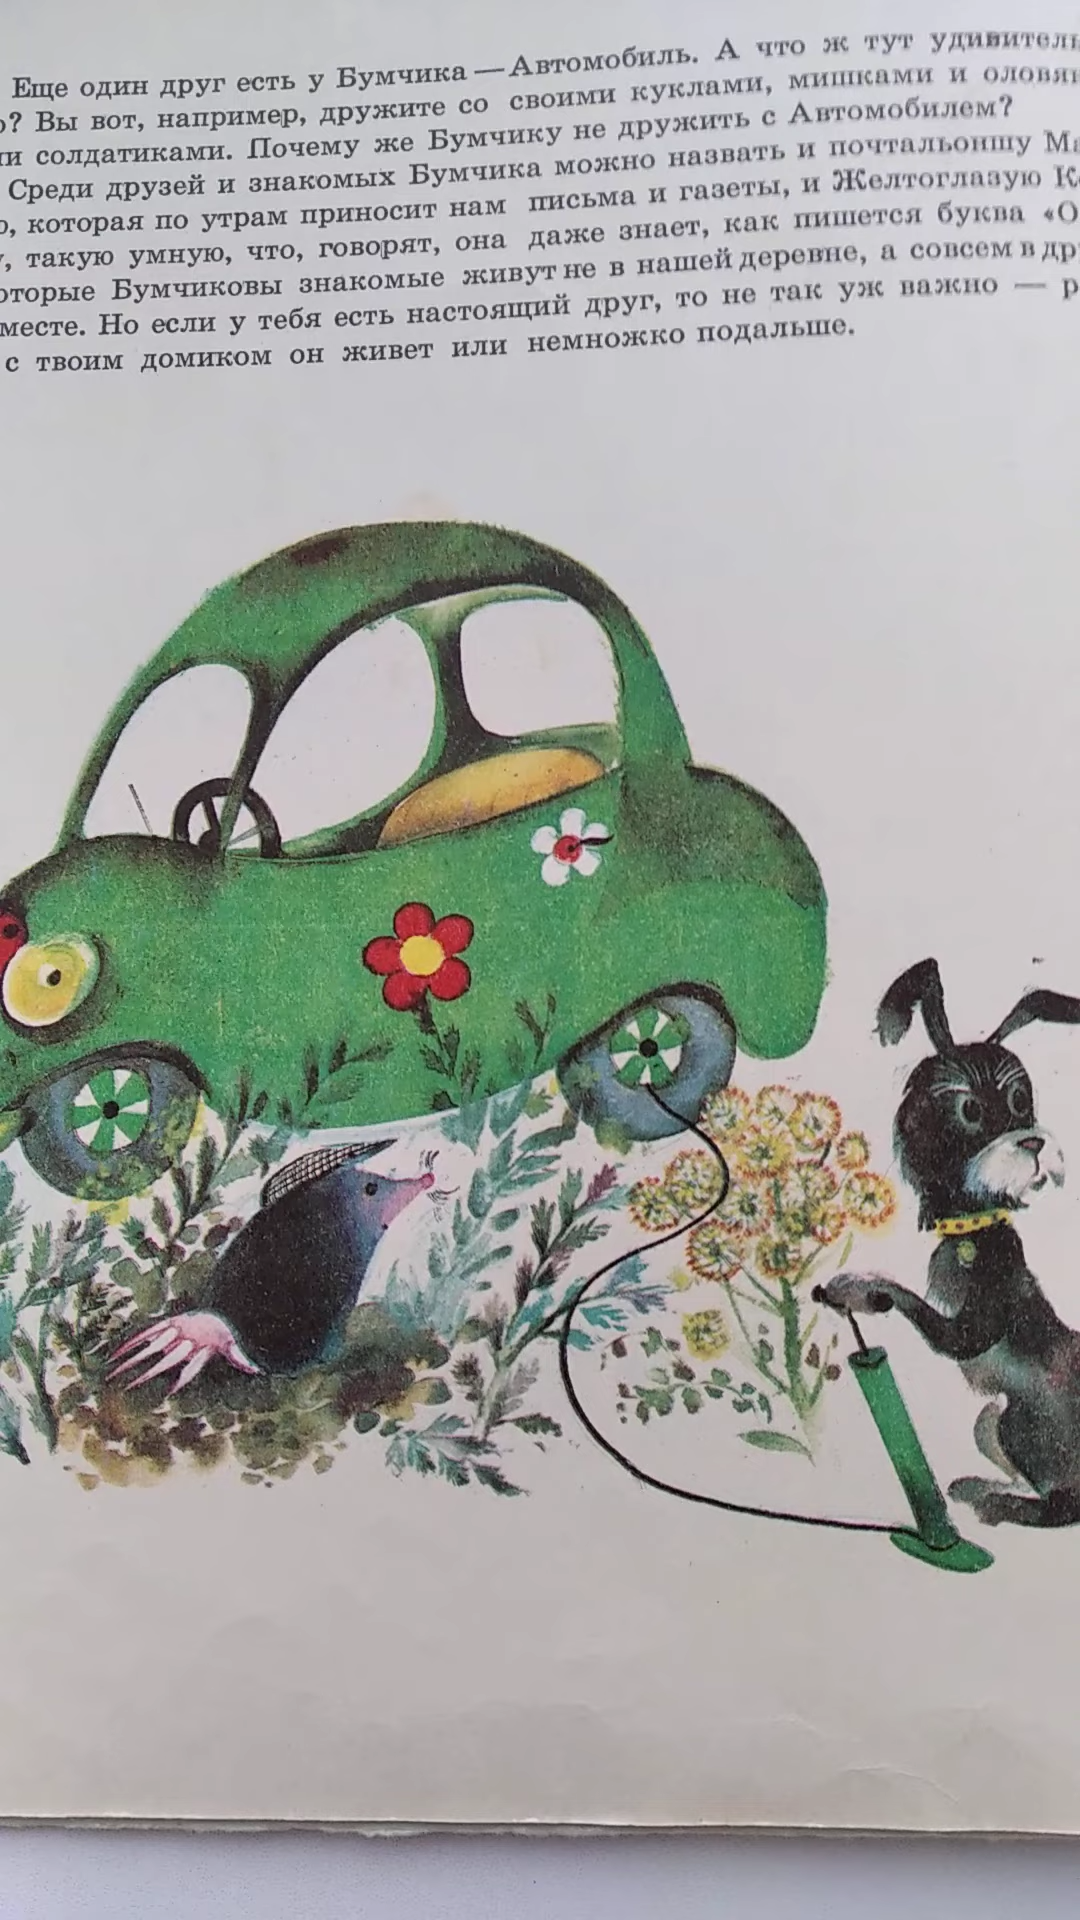 Еще один друг есть у Бумчика — Автомобиль. А что ж тут
Вы вот, например, дружите со своими куклами, мишками и
солдатиками. Почему же Бумчику не дружить с Автомобилем?
Среди друзей и знакомых Бумчика можно назвать и почтальоншу
которая по утрам приносит нам письма и газеты, и Желтоглазую
такую умную, что, говорят, она даже знает, как пишется буква
Бумчиковы знакомые живут не в нашей деревне, а совсем в
месте. Но если у тебя есть настоящий друг, то не так уж важно —
с твоим домиком он живет или немножко подальше.